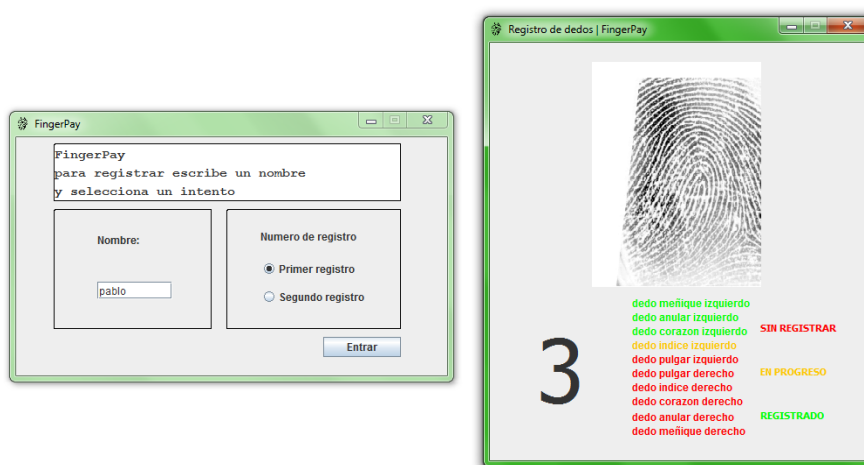 FingerPay
FingerPay
para registrar escribe un nombre
y selecciona un intento
Nombre:
pablo
Numero de registro
Primer registro
Segundo registro
Entrar
Registro de dedos | FingerPay
dedo meñique izquierdo
dedo anular izquierdo
dedo corazon izquierdo
SIN REGISTRAR
dedo indice izquierdo
dedo pulgar izquierdo
dedo pulgar derecho
EN PROGRESO
dedo indice derecho
dedo corazon derecho
dedo anular derecho
REGISTRADO
dedo meñique derecho
3